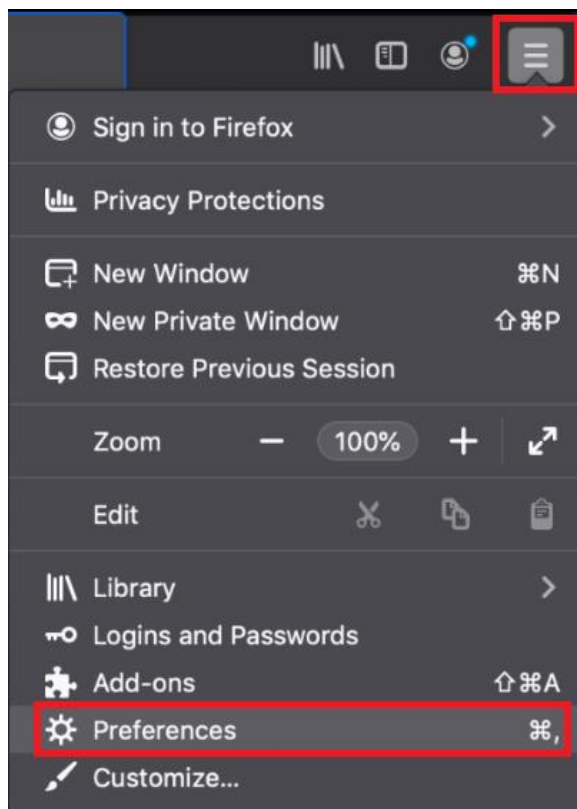 Sign in to Firefox
Privacy Protections
New Window ⌘N
New Private Window ⇧⌘P
Restore Previous Session
Zoom − 100% +
Edit
Library
Logins and Passwords
Add-ons ⇧⌘A
Preferences ⌘,
Customize...